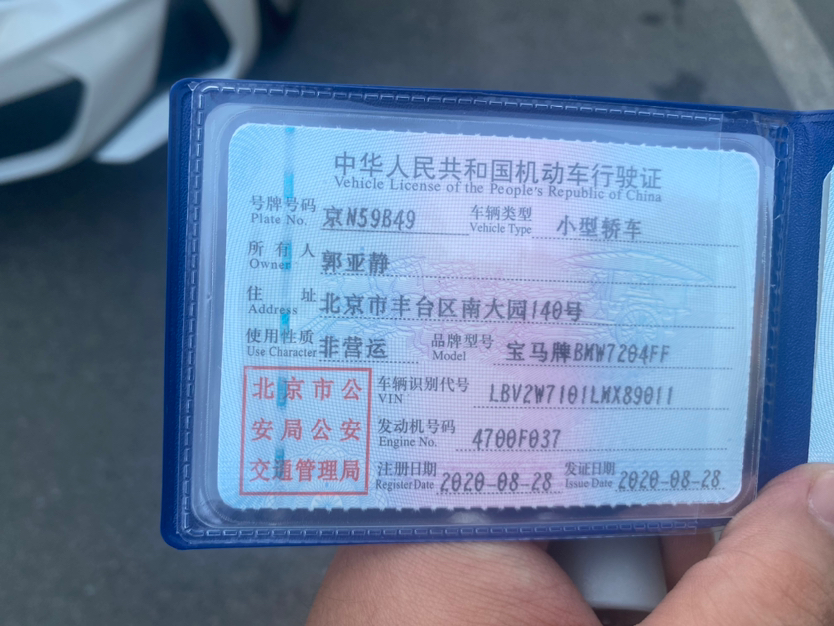 中华人民共和国机动车行驶证
Vehicle License of the People's Republic of China
号牌号码 京N59B49 车辆类型 小型轿车
Plate No. Vehicle Type
所有人 郭亚静
Owner
住址 北京市丰台区南大园140号
Address
使用性质 非营运 品牌型号 宝马牌BMW7204FF
Use Character Model
北京市公
安局公安
交通管理局
车辆识别代号 LBV2W7101LMX89011
VIN
发动机号码 4700F037
Engine No.
注册日期 2020-08-28 发证日期 2020-08-28
Register Date Issue Date